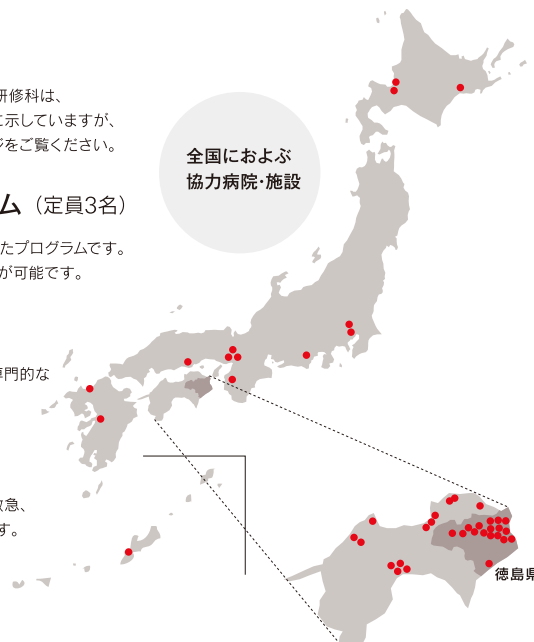 研修科は、
に示していますが、
ジをご覧ください。
全国におよぶ
協力病院・施設
ム（定員3名）
たプログラムです。
が可能です。
専門的な
救急、
す。
徳島県